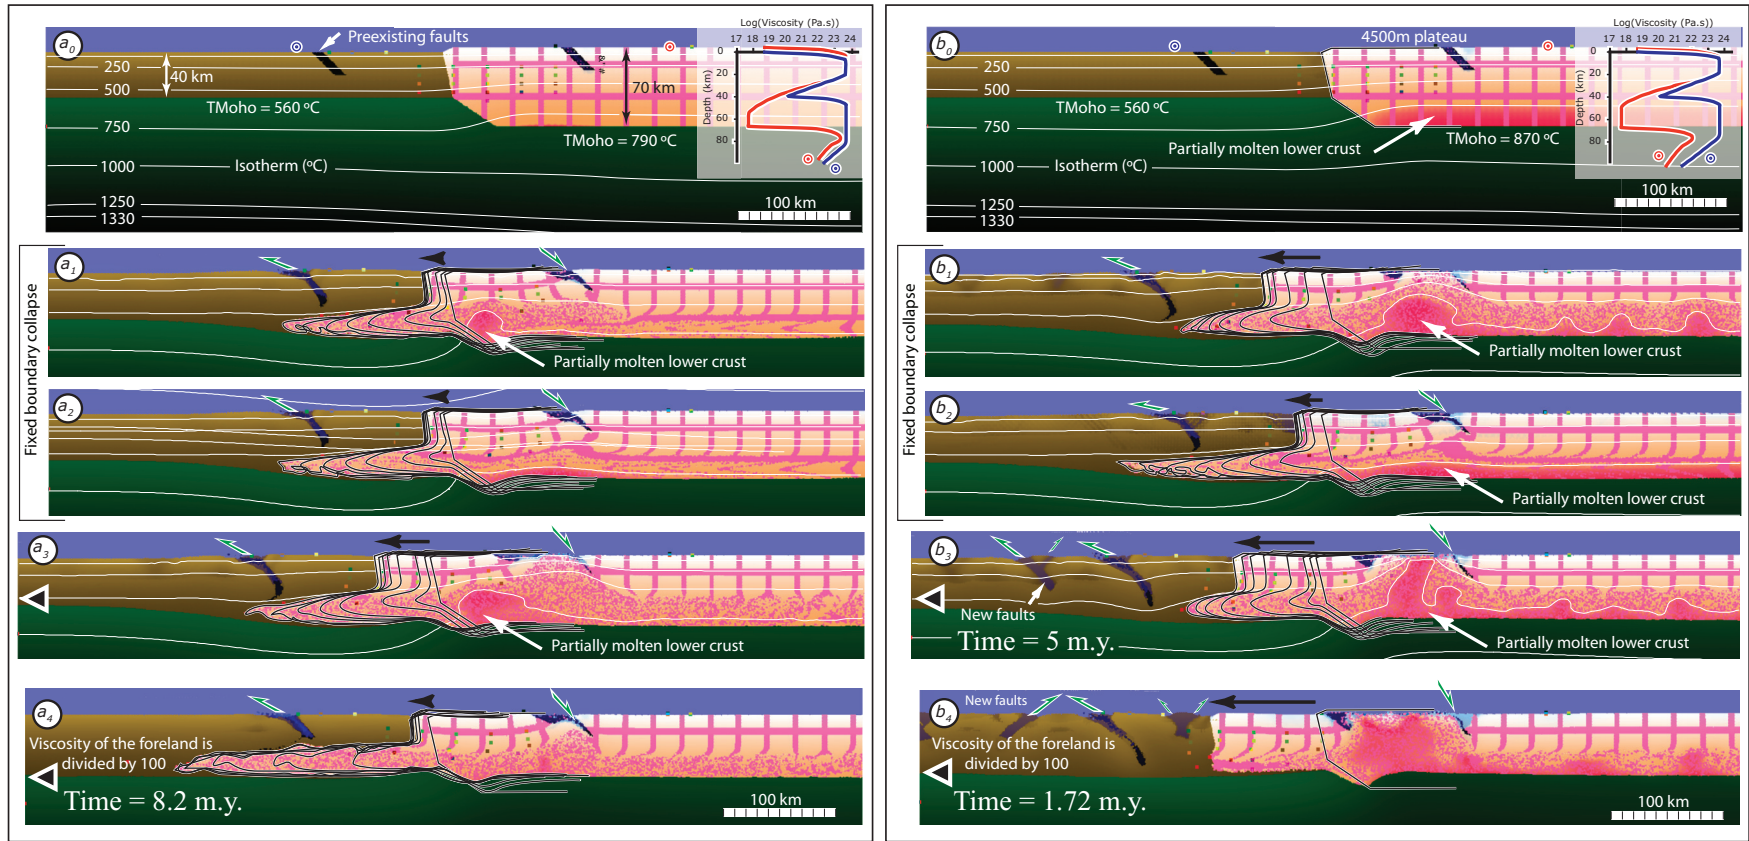 a0
Preexisting faults
40 km
250
500
750
1000
1250
1330
TMoho = 560 ºC
70 km
TMoho = 790 ºC
Isotherm (ºC)
Log(Viscosity (Pa.s))
17 18 19 20 21 22 23 24
0
20
40
60
80
Depth (km)
100 km
Fixed boundary collapse
a1
Partially molten lower crust
a2
a3
Partially molten lower crust
a4
Viscosity of the foreland is
divided by 100
Time = 8.2 m.y.
100 km
b0
4500m plateau
250
500
750
1000
1250
1330
TMoho = 560 ºC
TMoho = 870 ºC
Partially molten lower crust
Isotherm (ºC)
Log(Viscosity (Pa.s))
17 18 19 20 21 22 23 24
0
20
40
60
80
Depth (km)
100 km
Fixed boundary collapse
b1
Partially molten lower crust
b2
Partially molten lower crust
b3
New faults
Time = 5 m.y.
Partially molten lower crust
b4
New faults
Viscosity of the foreland is
divided by 100
Time = 1.72 m.y.
100 km